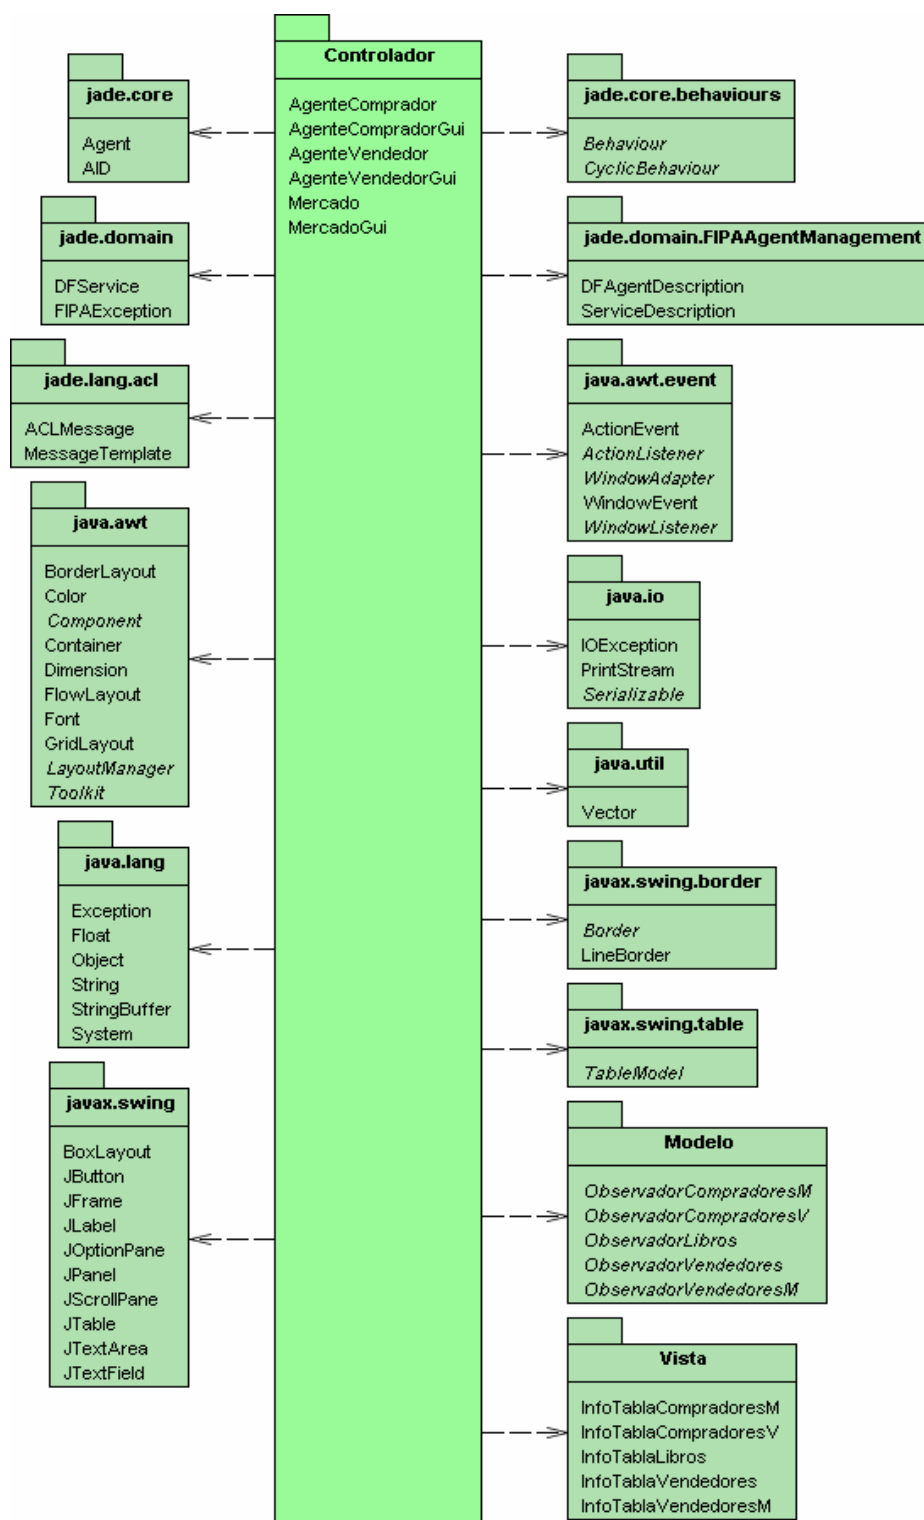 Controlador
AgenteComprador
AgenteCompradorGui
AgenteVendedor
AgenteVendedorGui
Mercado
MercadoGui
jade.core
Agent
AID
jade.domain
DFService
FIPAException
jade.lang.acl
ACLMessage
MessageTemplate
java.awt
BorderLayout
Color
Component
Container
Dimension
FlowLayout
Font
GridLayout
LayoutManager
Toolkit
java.lang
Exception
Float
Object
String
StringBuffer
System
javax.swing
BoxLayout
JButton
JFrame
JLabel
JOptionPane
JPanel
JScrollPane
JTable
JTextArea
JTextField
jade.core.behaviours
Behaviour
CyclicBehaviour
jade.domain.FIPAAgentManagement
DFAgentDescription
ServiceDescription
java.awt.event
ActionEvent
ActionListener
WindowAdapter
WindowEvent
WindowListener
java.io
IOException
PrintStream
Serializable
java.util
Vector
javax.swing.border
Border
LineBorder
javax.swing.table
TableModel
Modelo
ObservadorCompradoresM
ObservadorCompradoresV
ObservadorLibros
ObservadorVendedores
ObservadorVendedoresM
Vista
InfoTablaCompradoresM
InfoTablaCompradoresV
InfoTablaLibros
InfoTablaVendedores
InfoTablaVendedoresM